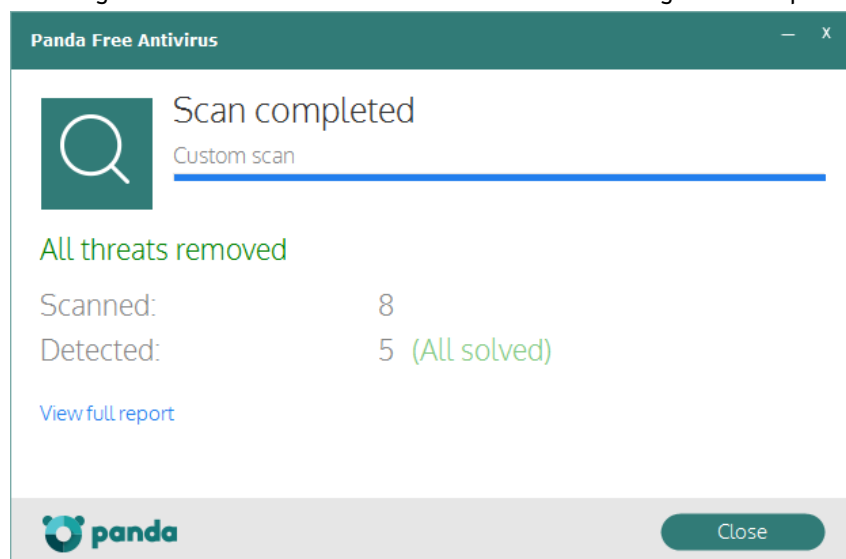 Panda Free Antivirus
Scan completed
Custom scan
All threats removed
Scanned: 8
Detected: 5 (All solved)
View full report
panda
Close